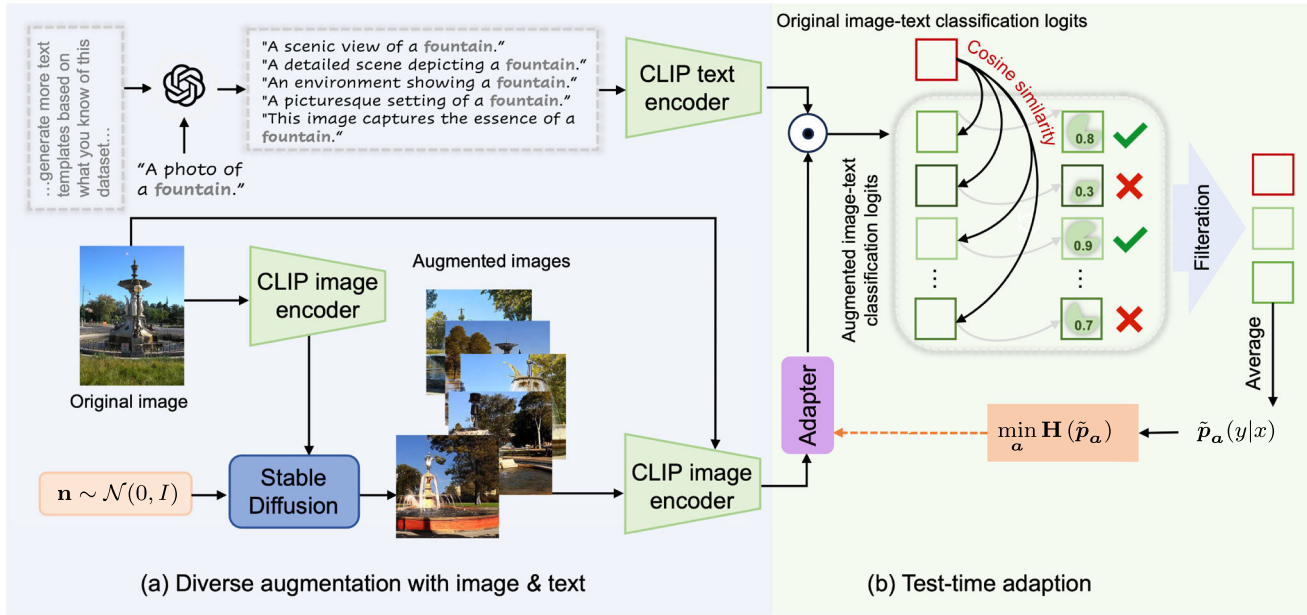 …generate more text
templates based on
what you know of this
dataset…
"A photo of
a fountain."
"A scenic view of a fountain."
"A detailed scene depicting a fountain."
"An environment showing a fountain."
"A picturesque setting of a fountain."
"This image captures the essence of a
fountain."
CLIP text
encoder
Original image
CLIP image
encoder
Augmented images
n ∼ N(0, I)
Stable
Diffusion
CLIP image
encoder
(a) Diverse augmentation with image & text
Original image-text classification logits
Cosine similarity
Augmented image-text
classification logits
0.8
0.3
0.9
⋮
⋮
0.7
Filteration
Average
Adapter
min H (p̃ₐ)
a
p̃ₐ(y|x)
(b) Test-time adaption